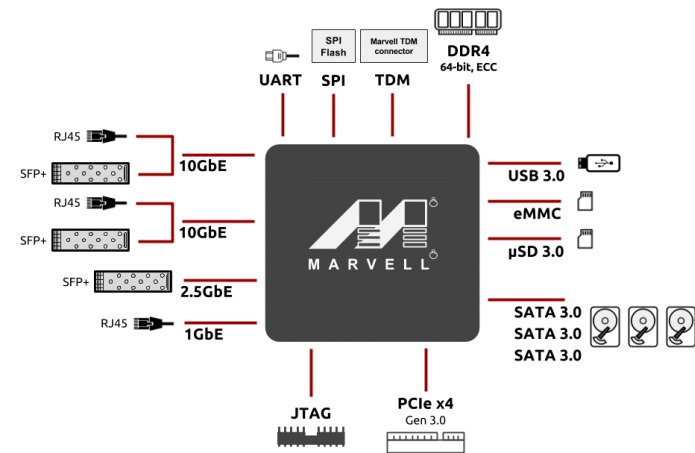 SPI
Flash
Marvell TDM
connector
DDR4
64-bit, ECC
UART
SPI
TDM
RJ45
10GbE
SFP+
RJ45
10GbE
SFP+
SFP+
2.5GbE
RJ45
1GbE
MARVELL
USB 3.0
eMMC
µSD 3.0
SATA 3.0
SATA 3.0
SATA 3.0
JTAG
PCIe x4
Gen 3.0